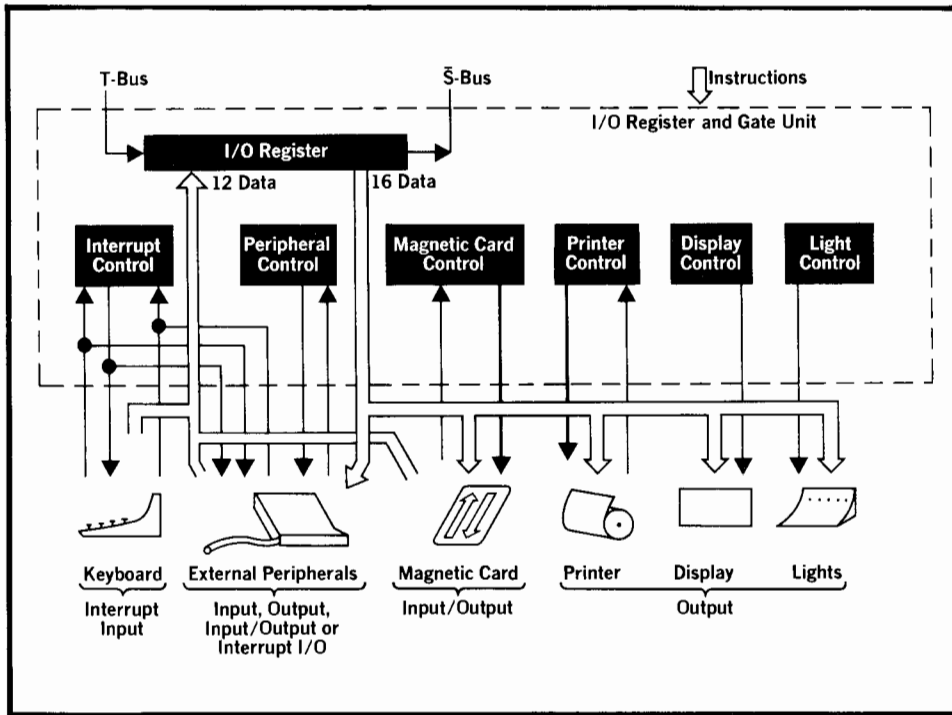 T-Bus
S̄-Bus
Instructions
I/O Register and Gate Unit
I/O Register
12 Data
16 Data
Interrupt
Control
Peripheral
Control
Magnetic Card
Control
Printer
Control
Display
Control
Light
Control
Keyboard
External Peripherals
Magnetic Card
Printer
Display
Lights
Interrupt
Input
Input, Output,
Input/Output or
Interrupt I/O
Input/Output
Output